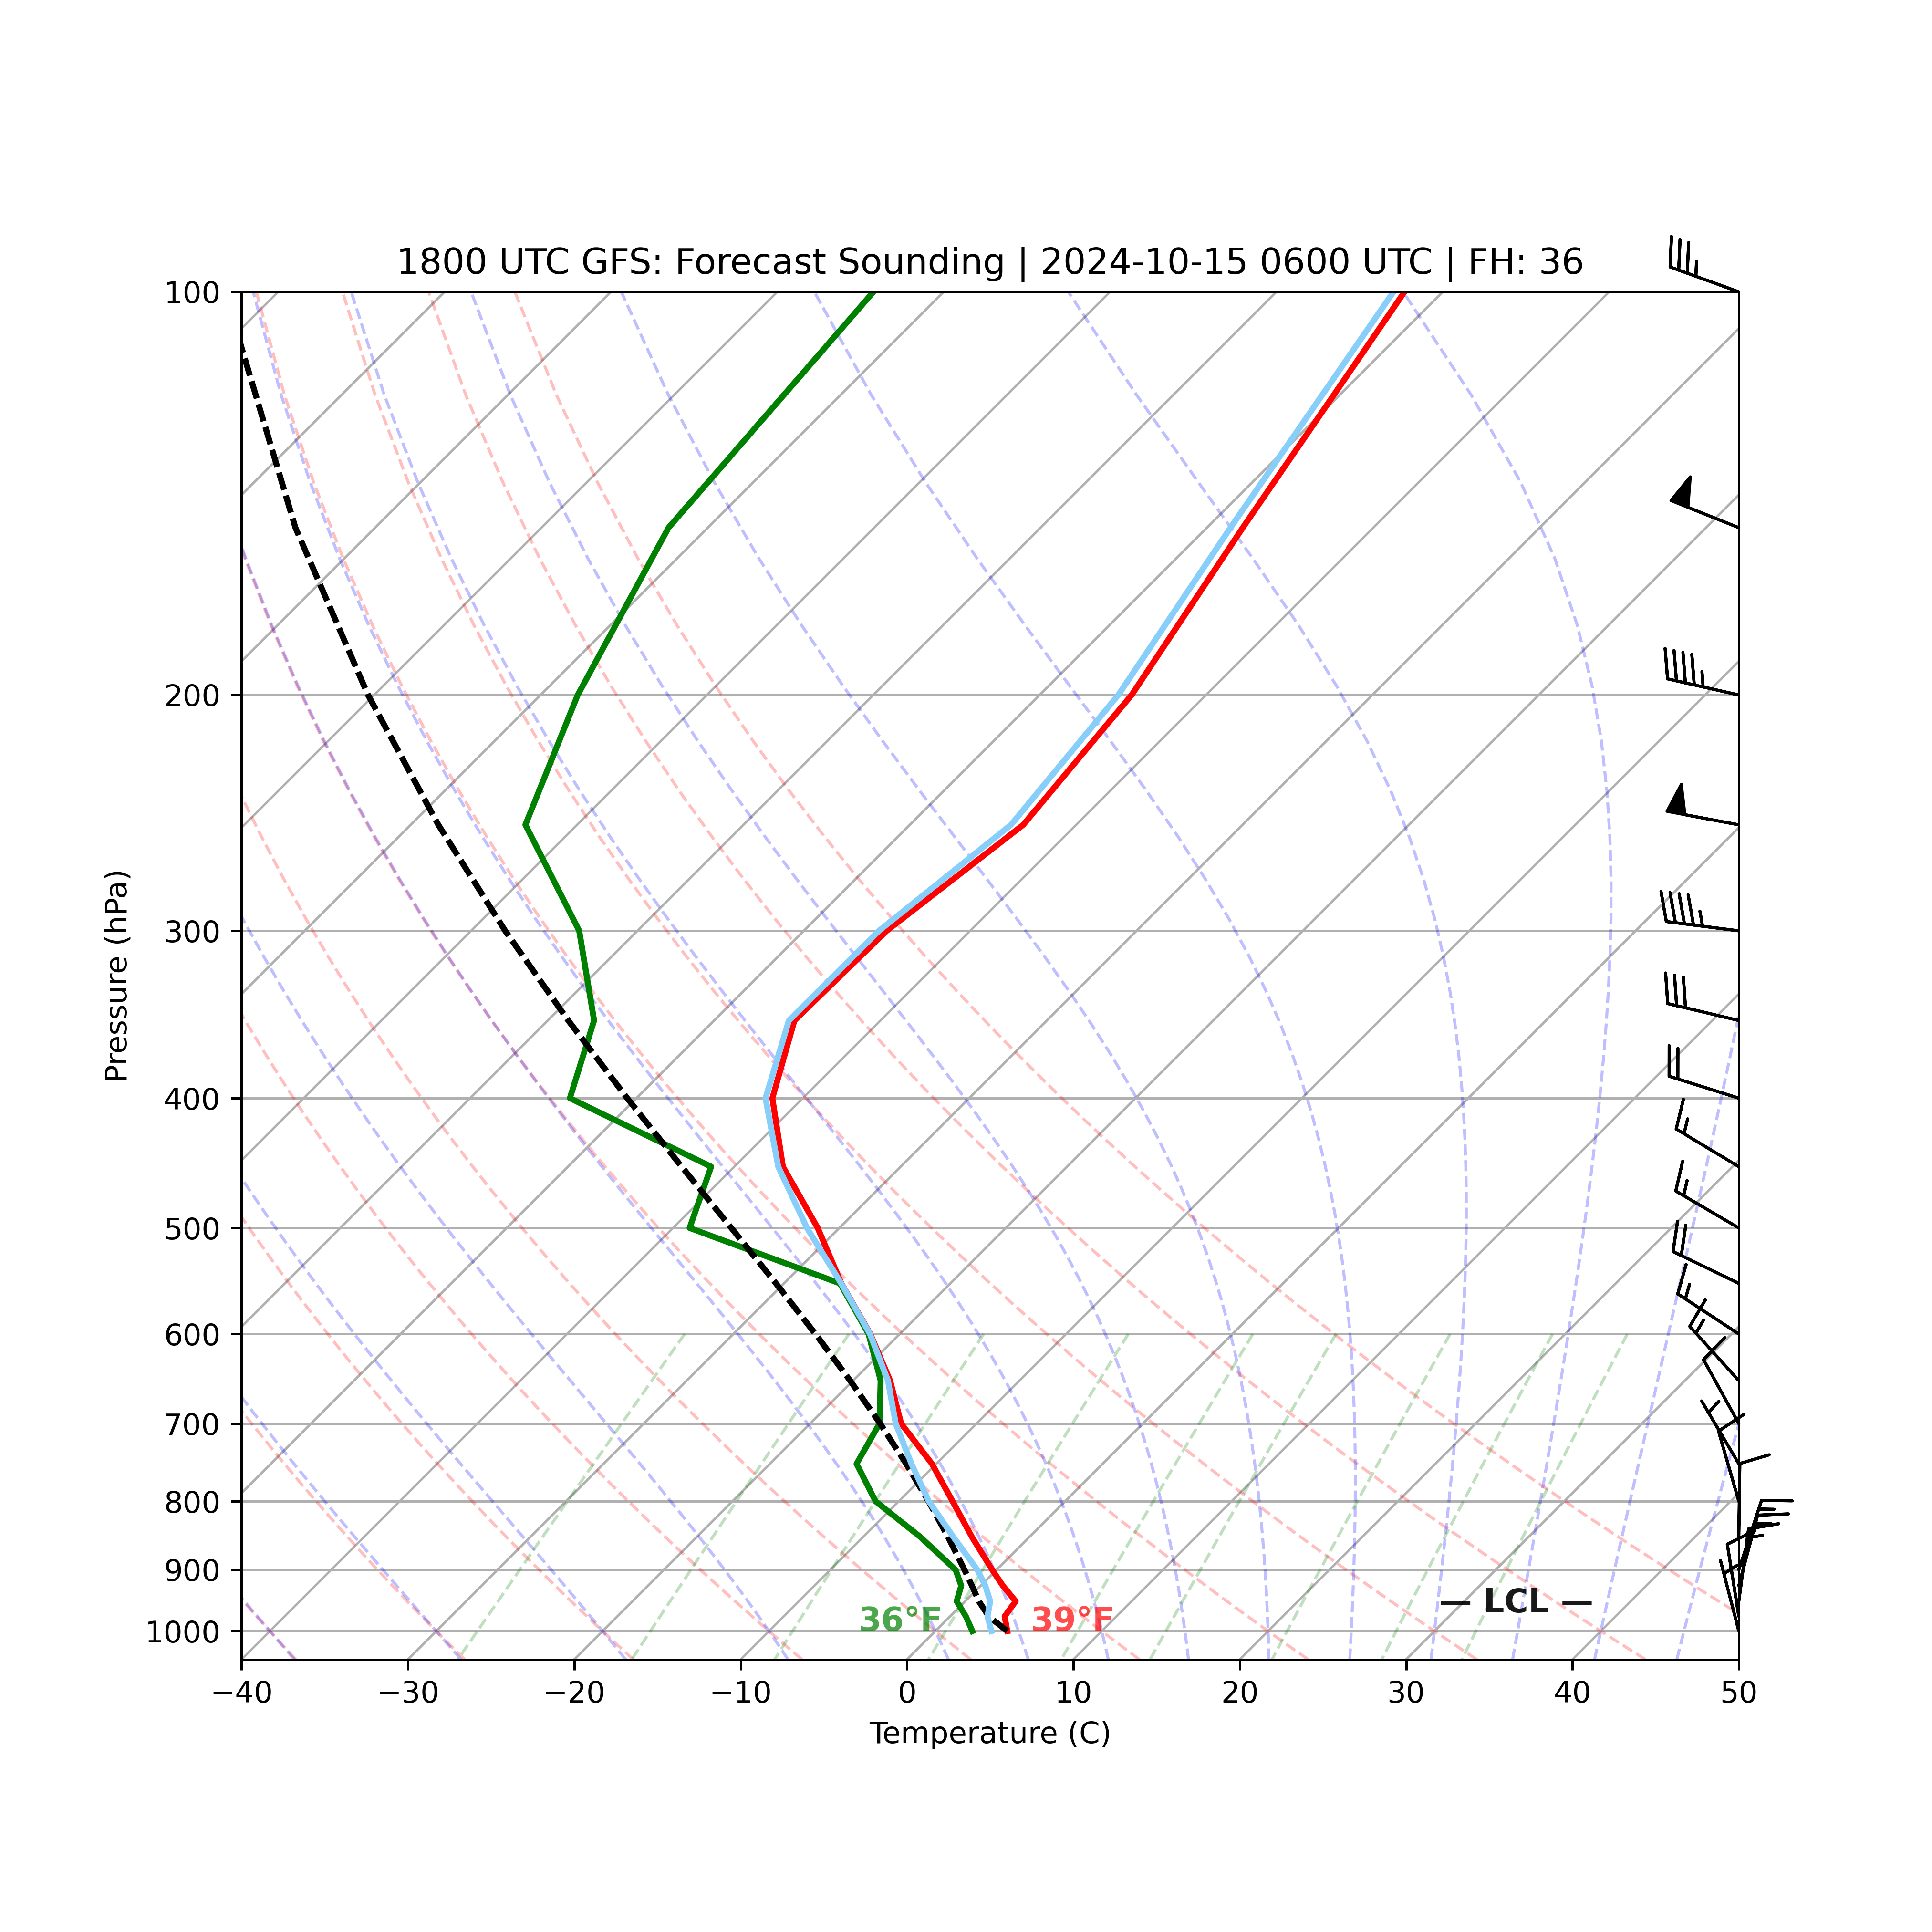 1800 UTC GFS: Forecast Sounding | 2024-10-15 0600 UTC | FH: 36
100
200
300
400
500
600
700
800
900
1000
Pressure (hPa)
36°F
39°F
— LCL —
−40 −30 −20 −10 0 10 20 30 40 50
Temperature (C)